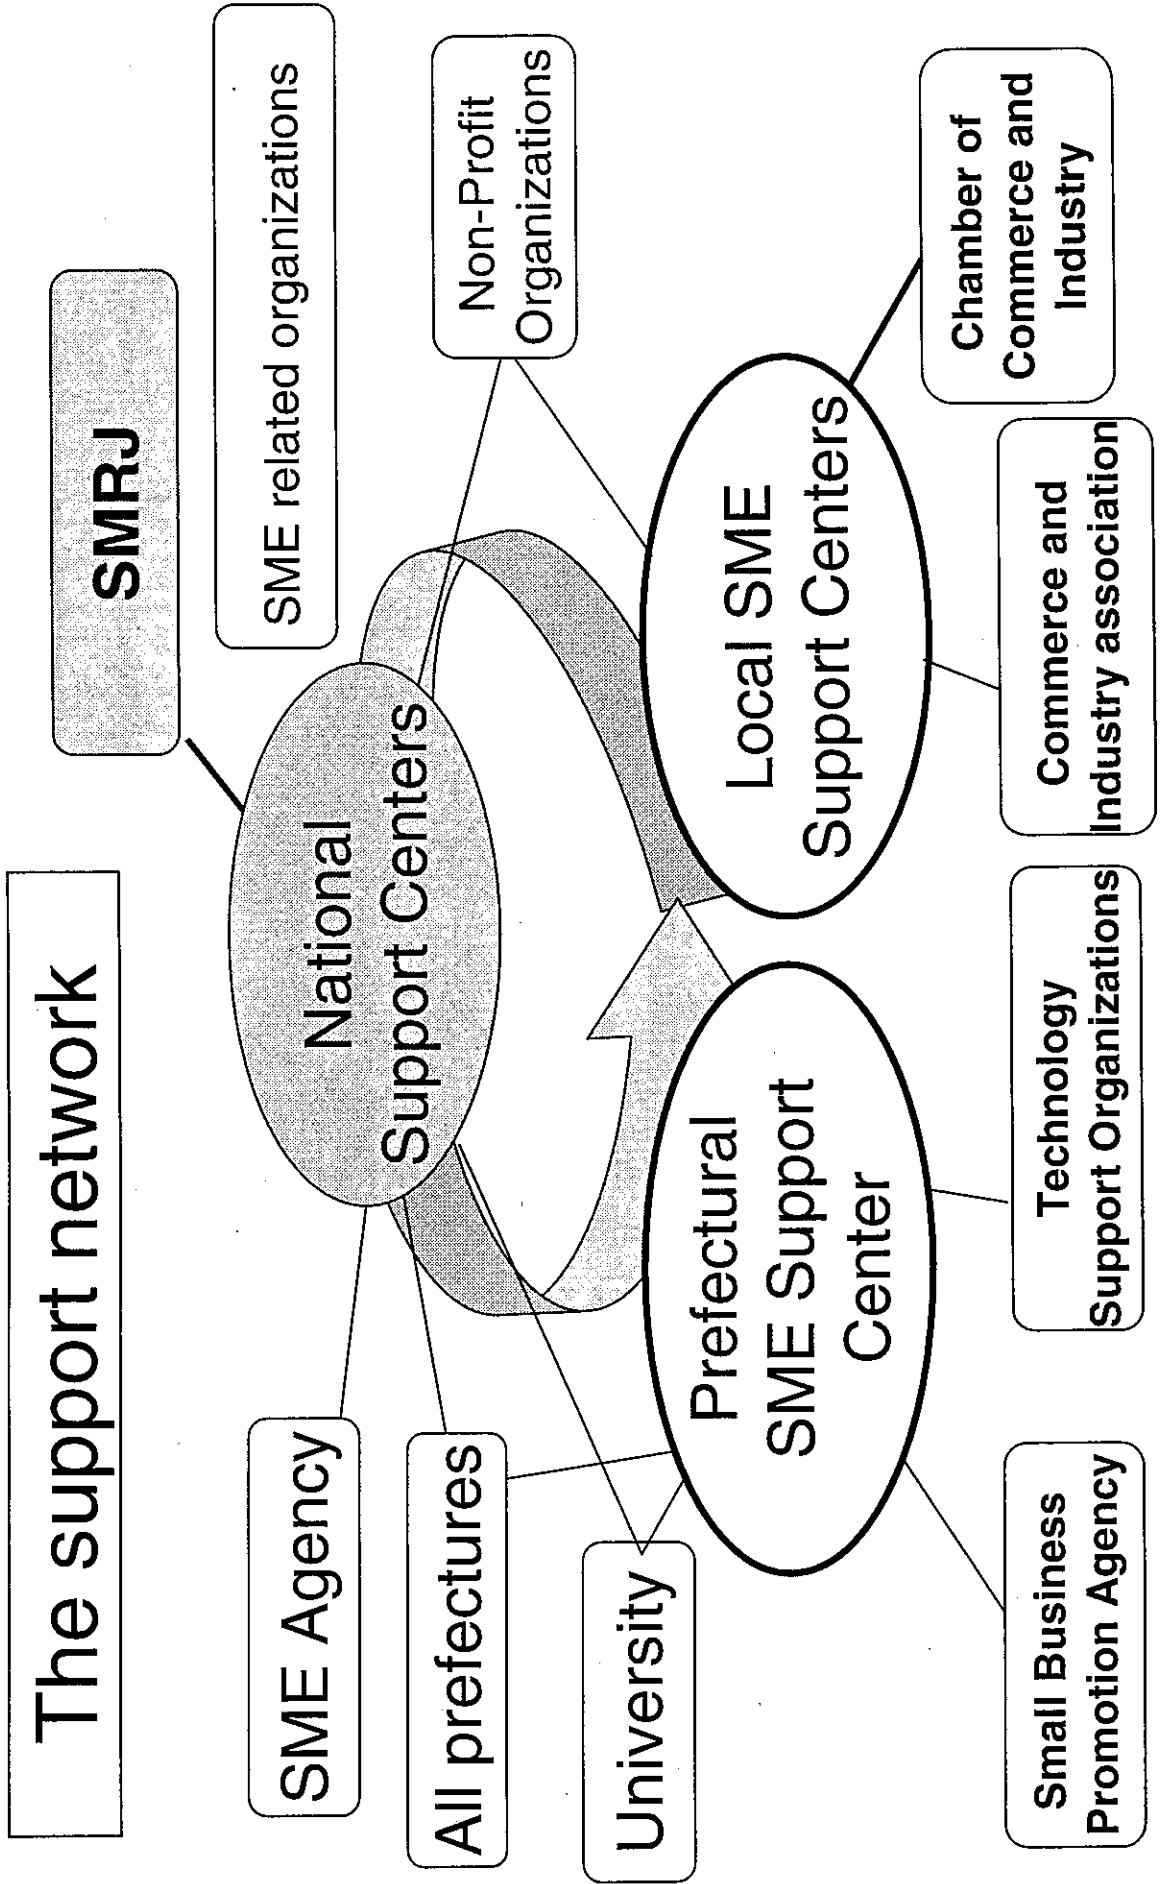 The support network
SMRJ
SME Agency
National
Support Centers
SME related organizations
All prefectures
Non-Profit
Organizations
University
Prefectural
SME Support
Center
Local SME
Support Centers
Small Business
Promotion Agency
Technology
Support Organizations
Commerce and
Industry association
Chamber of
Commerce and
Industry